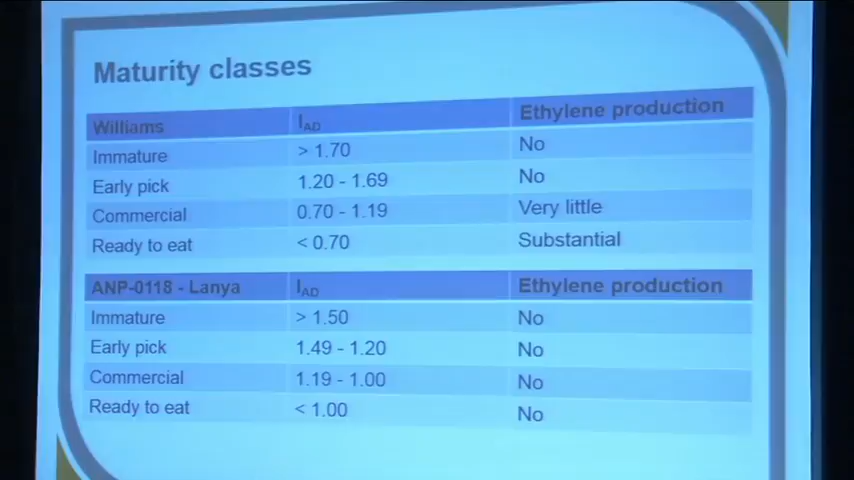 Maturity classes
Williams IAD Ethylene production
Immature > 1.70 No
Early pick 1.20 - 1.69 No
Commercial 0.70 - 1.19 Very little
Ready to eat < 0.70 Substantial
ANP-0118 - Lanya IAD Ethylene production
Immature > 1.50 No
Early pick 1.49 - 1.20 No
Commercial 1.19 - 1.00 No
Ready to eat < 1.00 No